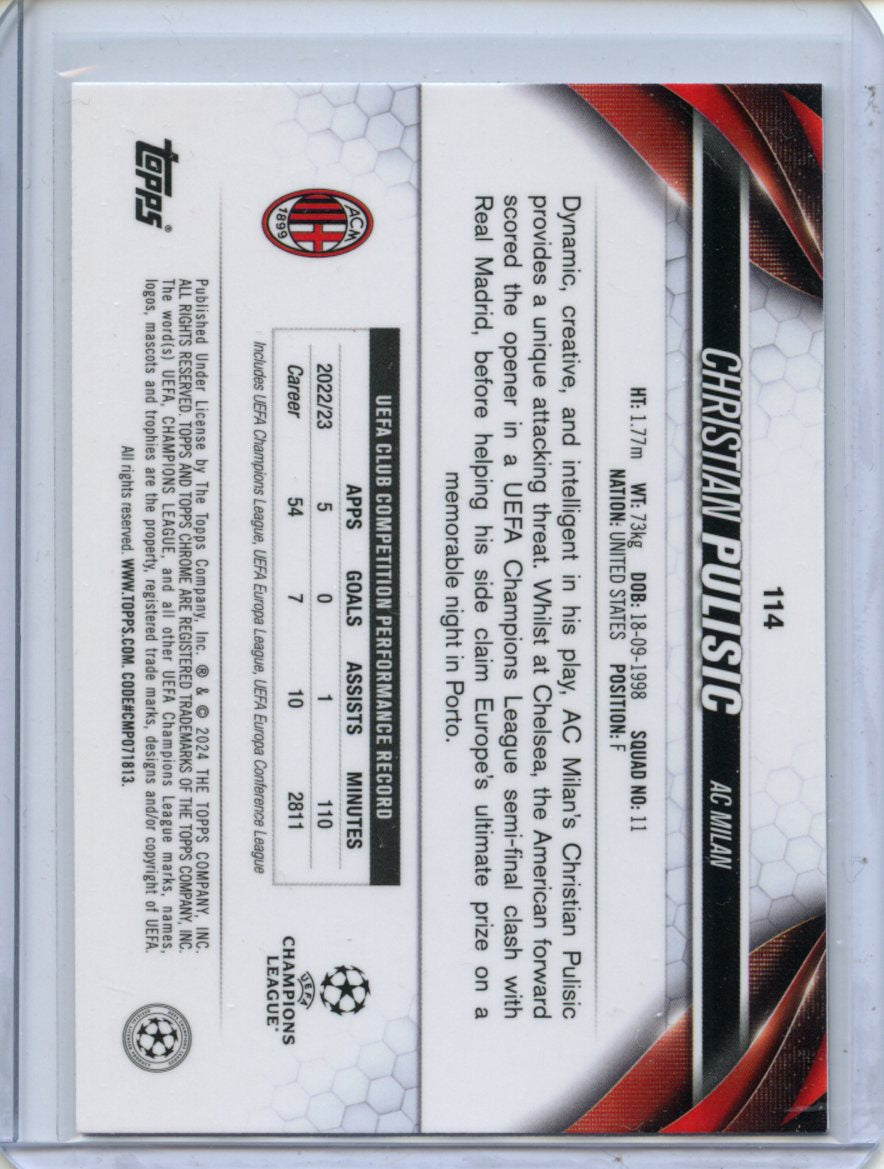 114
CHRISTIAN PULISIC AC MILAN
HT: 1.77m WT: 73kg DOB: 18-09-1998 SQUAD NO: 11
NATION: UNITED STATES POSITION: F
Dynamic, creative, and intelligent in his play, AC Milan's Christian Pulisic
provides a unique attacking threat. Whilst at Chelsea, the American forward
scored the opener in a UEFA Champions League semi-final clash with
Real Madrid, before helping his side claim Europe's ultimate prize on a
memorable night in Porto.
ACM
1899
UEFA CLUB COMPETITION PERFORMANCE RECORD
APPS GOALS ASSISTS MINUTES
2022/23 5 0 1 110
Career 54 7 10 2811
Includes UEFA Champions League, UEFA Europa League, UEFA Europa Conference League
UEFA
CHAMPIONS
LEAGUE®
topps®
Published Under License by The Topps Company, Inc. ® & © 2024 THE TOPPS COMPANY, INC.
ALL RIGHTS RESERVED. TOPPS AND TOPPS CHROME ARE REGISTERED TRADEMARKS OF THE TOPPS COMPANY, INC.
The word(s) UEFA, CHAMPIONS LEAGUE, and all other UEFA Champions League marks, names,
logos, mascots and trophies are the property, registered trade marks, designs and/or copyright of UEFA.
All rights reserved. WWW.TOPPS.COM. CODE#CMP071813.